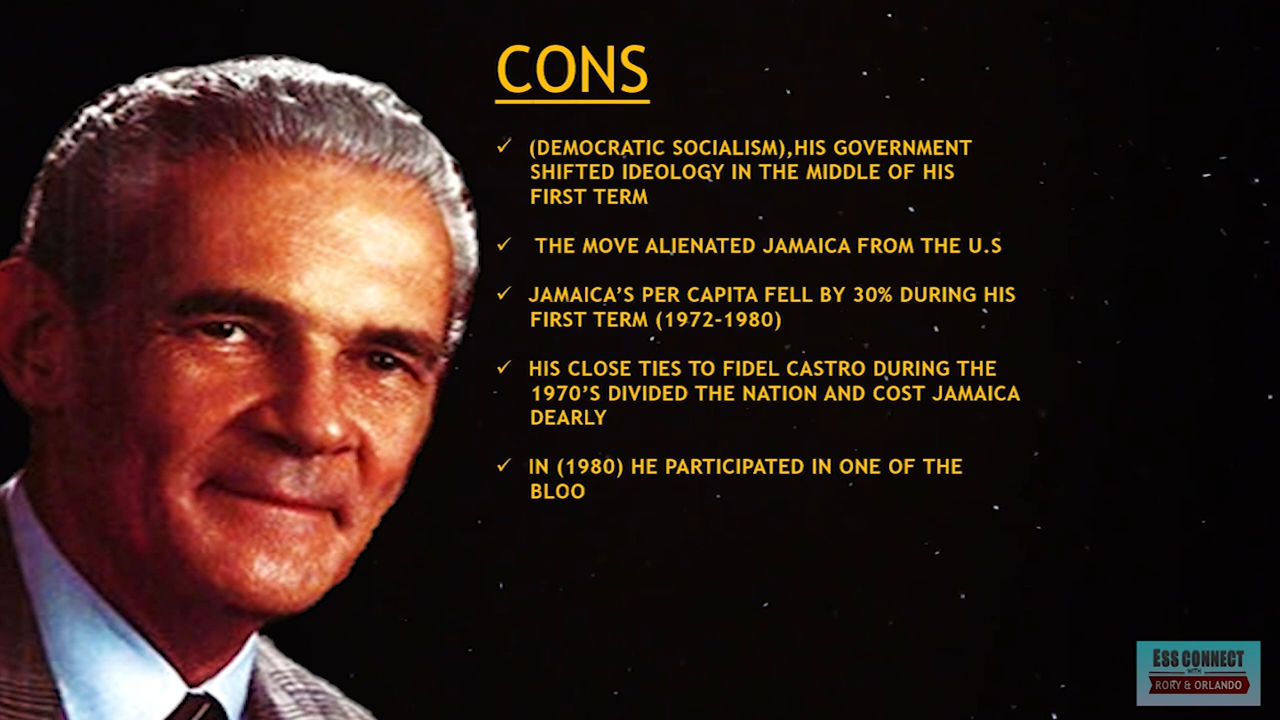 CONS
(DEMOCRATIC SOCIALISM),HIS GOVERNMENT
SHIFTED IDEOLOGY IN THE MIDDLE OF HIS
FIRST TERM
THE MOVE ALIENATED JAMAICA FROM THE U.S
JAMAICA'S PER CAPITA FELL BY 30% DURING HIS
FIRST TERM (1972-1980)
HIS CLOSE TIES TO FIDEL CASTRO DURING THE
1970'S DIVIDED THE NATION AND COST JAMAICA
DEARLY
IN (1980) HE PARTICIPATED IN ONE OF THE
BLOO
ESS CONNECT
WITH
RORY & ORLANDO